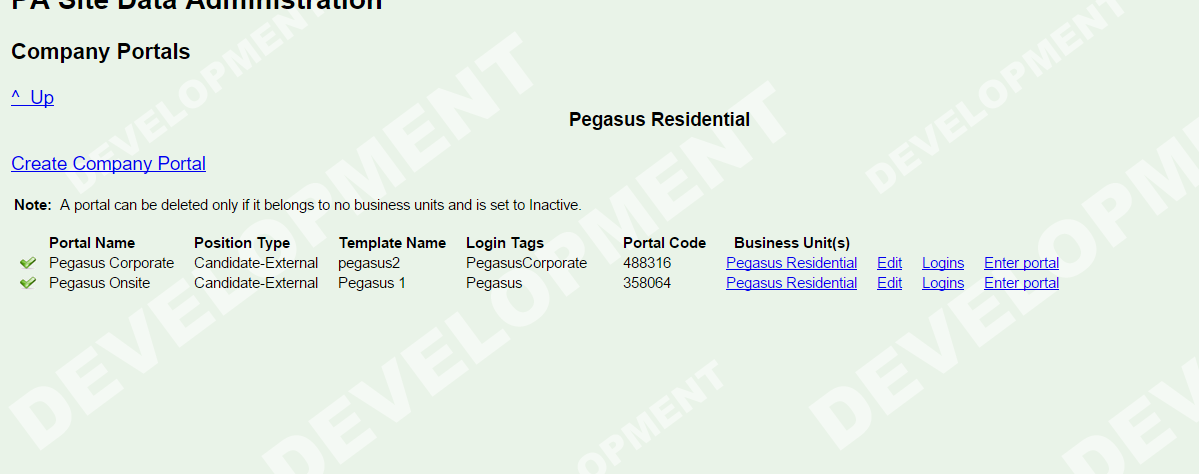 PA Site Data Administration
Company Portals
^ Up
Pegasus Residential
Create Company Portal
Note: A portal can be deleted only if it belongs to no business units and is set to Inactive.
Portal Name Position Type Template Name Login Tags Portal Code Business Unit(s)
Pegasus Corporate Candidate-External pegasus2 PegasusCorporate 488316 Pegasus Residential Edit Logins Enter portal
Pegasus Onsite Candidate-External Pegasus 1 Pegasus 358064 Pegasus Residential Edit Logins Enter portal
DEVELOPMENT
DEVELOPMENT
DEVELOPMENT
DEVELOPMENT
DEVELOPMENT
DEVELOPMENT
DEVELOPMENT